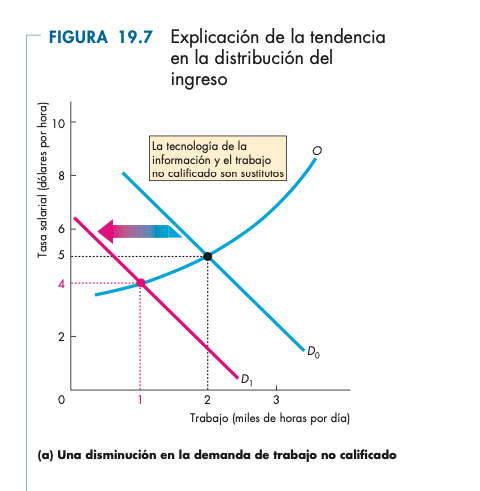 FIGURA 19.7 Explicación de la tendencia
en la distribución del
ingreso
Tasa salarial (dólares por hora)
10
La tecnología de la
información y el trabajo
no calificado son sustitutos
O
8
6
5
4
2
D0
D1
0 1 2 3
Trabajo (miles de horas por día)
(a) Una disminución en la demanda de trabajo no calificado